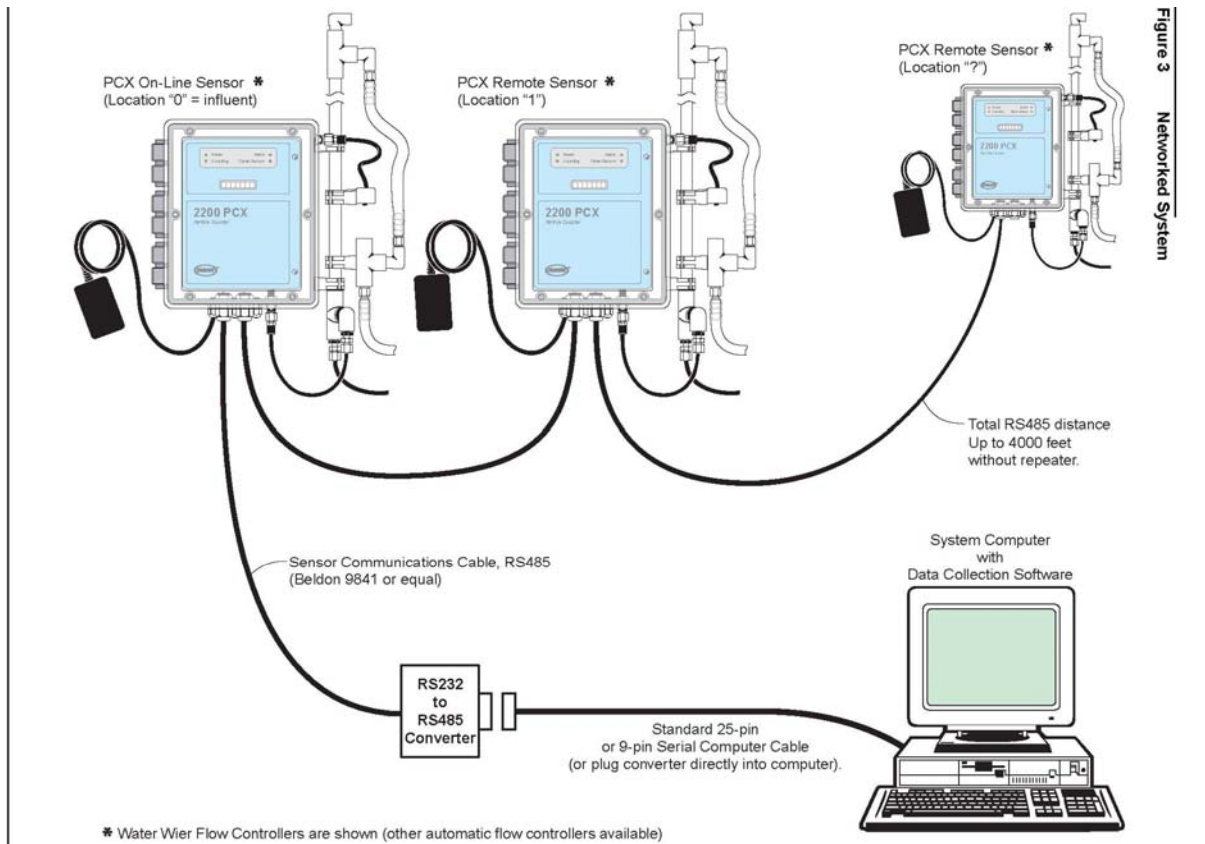 Figure 3 Networked System
PCX On-Line Sensor *
(Location "0" = influent)
PCX Remote Sensor *
(Location "1")
PCX Remote Sensor *
(Location "?")
2200 PCX
Particle Counter
2200 PCX
Particle Counter
2200 PCX
Total RS485 distance
Up to 4000 feet
without repeater.
Sensor Communications Cable, RS485
(Beldon 9841 or equal)
System Computer
with
Data Collection Software
RS232
to
RS485
Converter
Standard 25-pin
or 9-pin Serial Computer Cable
(or plug converter directly into computer).
* Water Wier Flow Controllers are shown (other automatic flow controllers available)